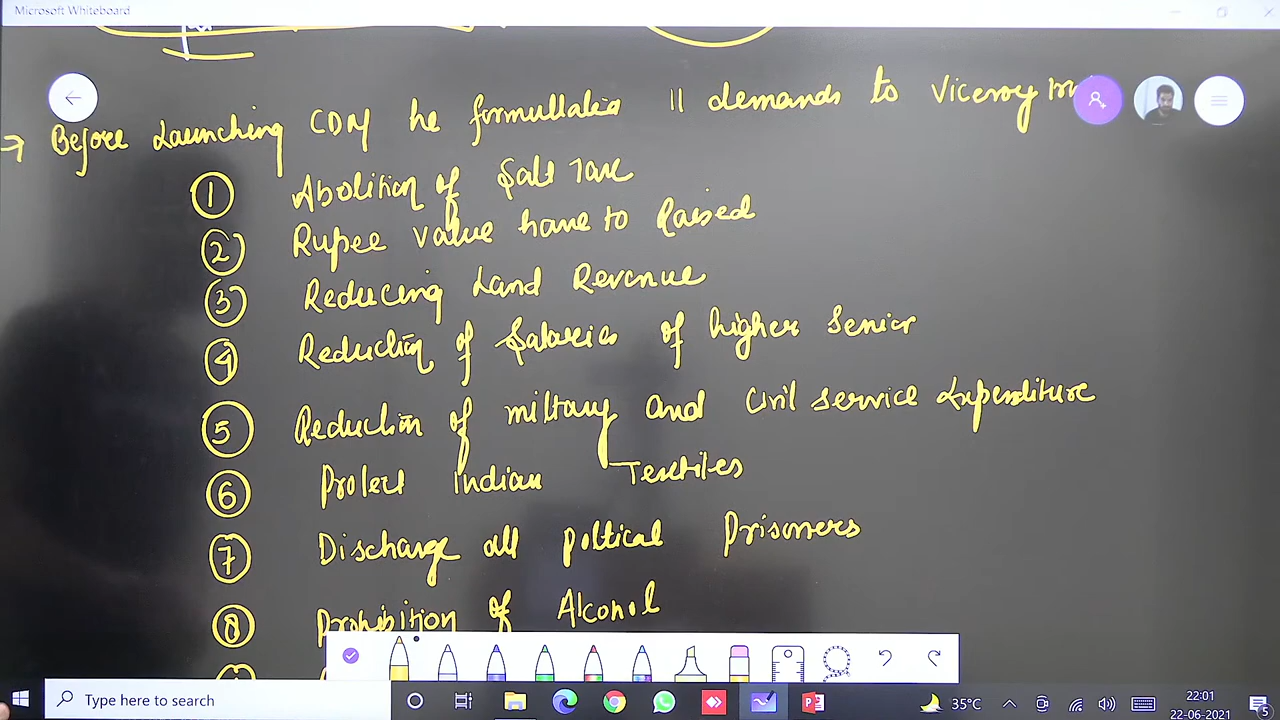 Microsoft Whiteboard
→ Before Launching CDM he formullates 11 demands to Viceroy
① Abolition of Salt Tax
② Rupee value have to Raised
③ Reducing Land Revenue
④ Reduction of Salaries of higher Senior
⑤ Reduction of miltary and Civil service Expenditure
⑥ Protect Indian Textiles
⑦ Discharge all poltical Prisoners
⑧ Prohibition of Alcohol
Type here to search
35°C
22:01
22-06-2021
5